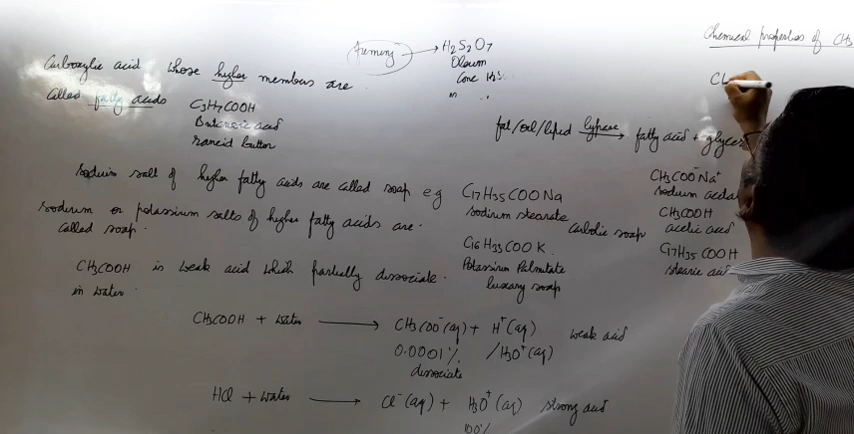 Chemical properties of CH3
fuming → H2S2O7
Oleum
Conc H2S
"  "
CH
Carboxylic acid whose higher members are
called fatty acids
C3H7COOH
Butanoic acid
rancid butter
fat/oil/lipid lypase → fatty acid + glycer
Sodium salt of higher fatty acids are called soap eg
C17H35COONa
Sodium stearate
CH3COO-Na+
Sodium aceta
sodium or potassium salts of higher fatty acids are.
called soap.
carbolic soap
CH3COOH
acetic acid
C16H33COOK.
Potassium Palmitate
luxury soap
C17H35COOH
stearic acid
CH3COOH is weak acid which partially dissociate.
in water.
CH3COOH + water → CH3COO-(aq) + H+(aq) weak acid
0.0001% /H3O+(aq)
dissociate
HCl + water → Cl-(aq) + H3O+(aq) strong acid
100%